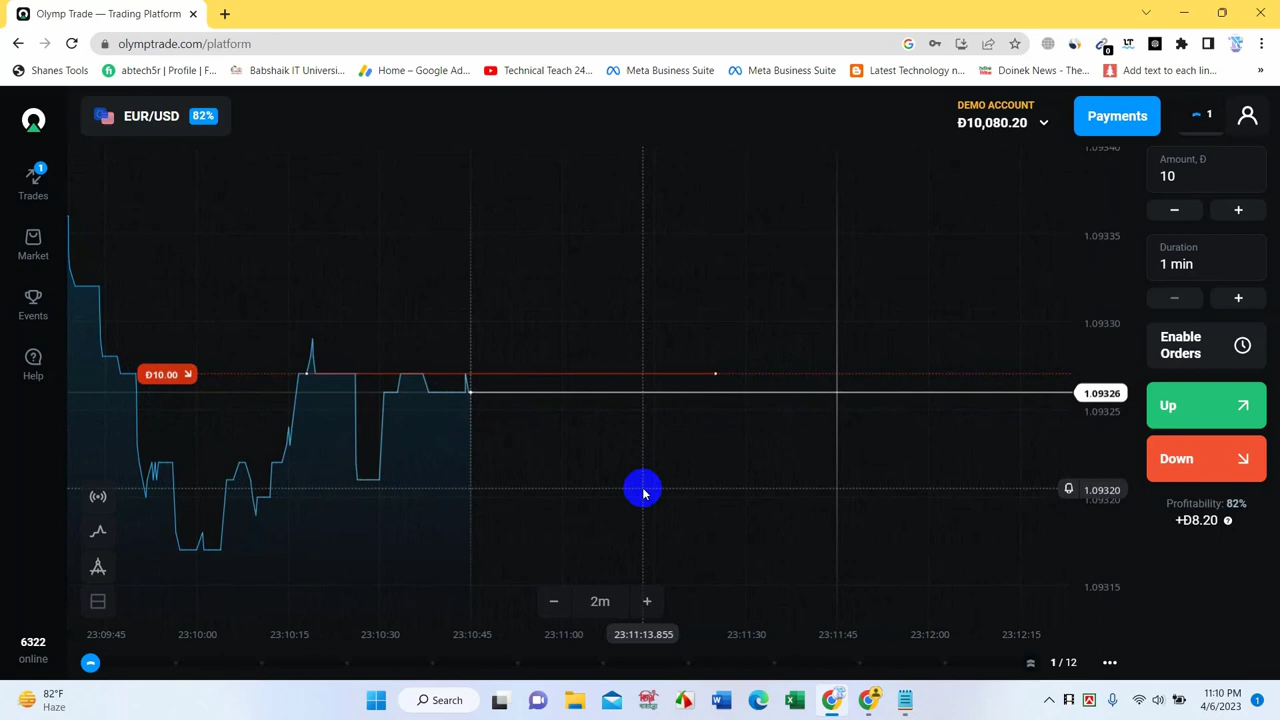 Olymp Trade — Trading Platform
olymptrade.com/platform
0
Shanes Tools
abtech5r | Profile | F...
Babshahi IT Universi...
Home - Google Ad...
Technical Teach 24...
Meta Business Suite
Meta Business Suite
Latest Technology n...
Doinek News - The...
Add text to each lin...
EUR/USD 82%
DEMO ACCOUNT
Đ10,080.20
Payments
1
1
Trades
Market
Events
Help
6322
online
Amount, Đ
10
Duration
1 min
Enable
Orders
Up
Down
Profitability: 82%
+Đ8.20
Đ10.00
1.09340
1.09335
1.09330
1.09326
1.09325
1.09320
1.09320
1.09315
2m
23:09:45
23:10:00
23:10:15
23:10:30
23:10:45
23:11:00
23:11:13.855
23:11:30
23:11:45
23:12:00
23:12:15
1 / 12
82°F
Haze
Search
11:10 PM
4/6/2023
1